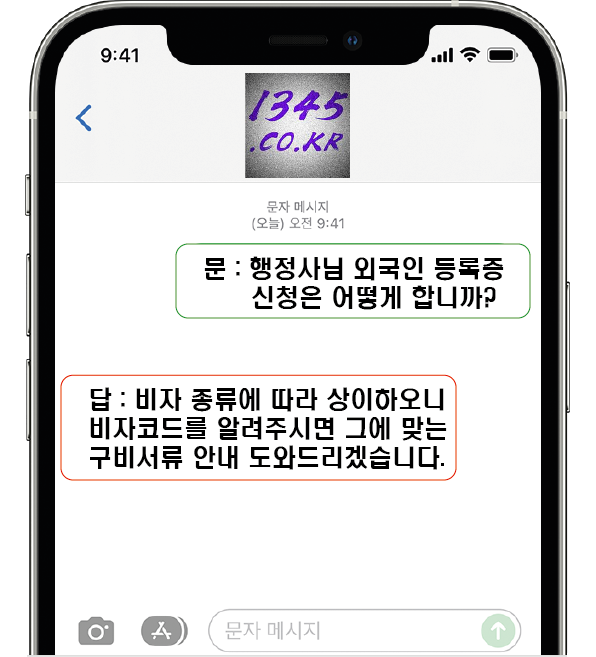 9:41
1345
.CO.KR
문자 메시지
(오늘) 오전 9:41
문 : 행정사님 외국인 등록증
신청은 어떻게 합니까?
답 : 비자 종류에 따라 상이하오니
비자코드를 알려주시면 그에 맞는
구비서류 안내 도와드리겠습니다.
문자 메시지